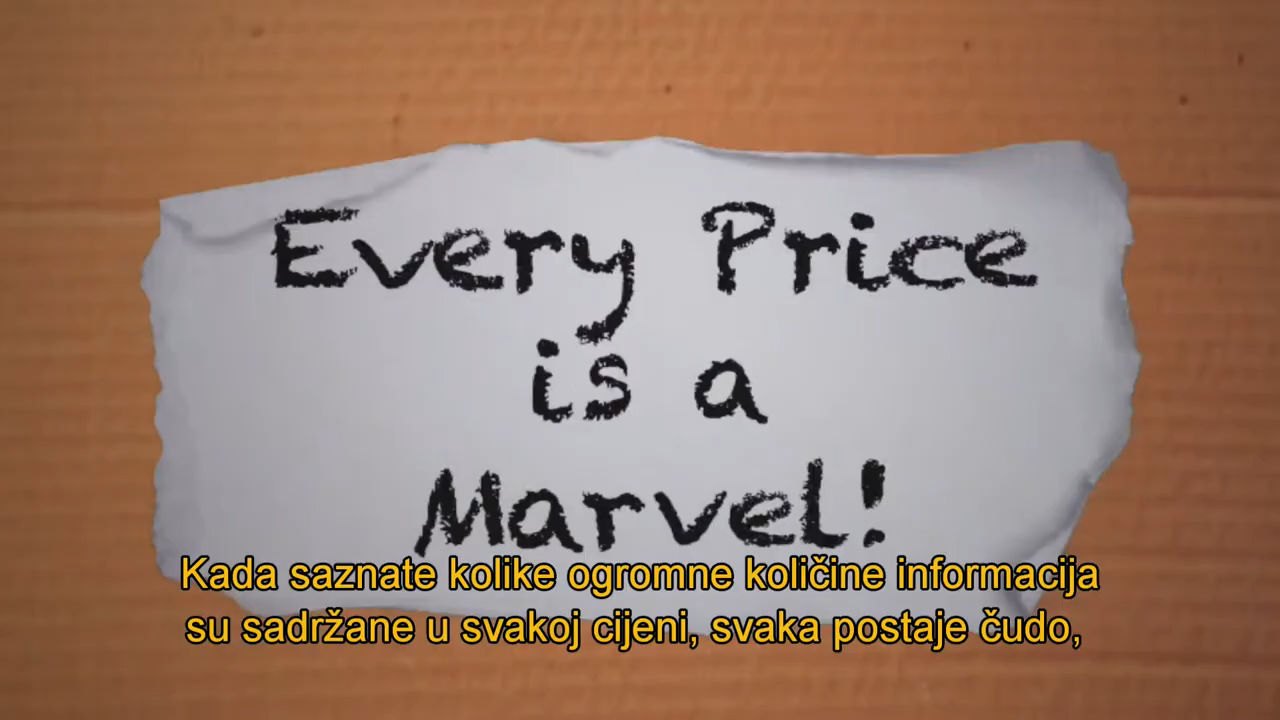 Every Price
is a
Marvel!
Kada saznate kolike ogromne količine informacija
su sadržane u svakoj cijeni, svaka postaje čudo,